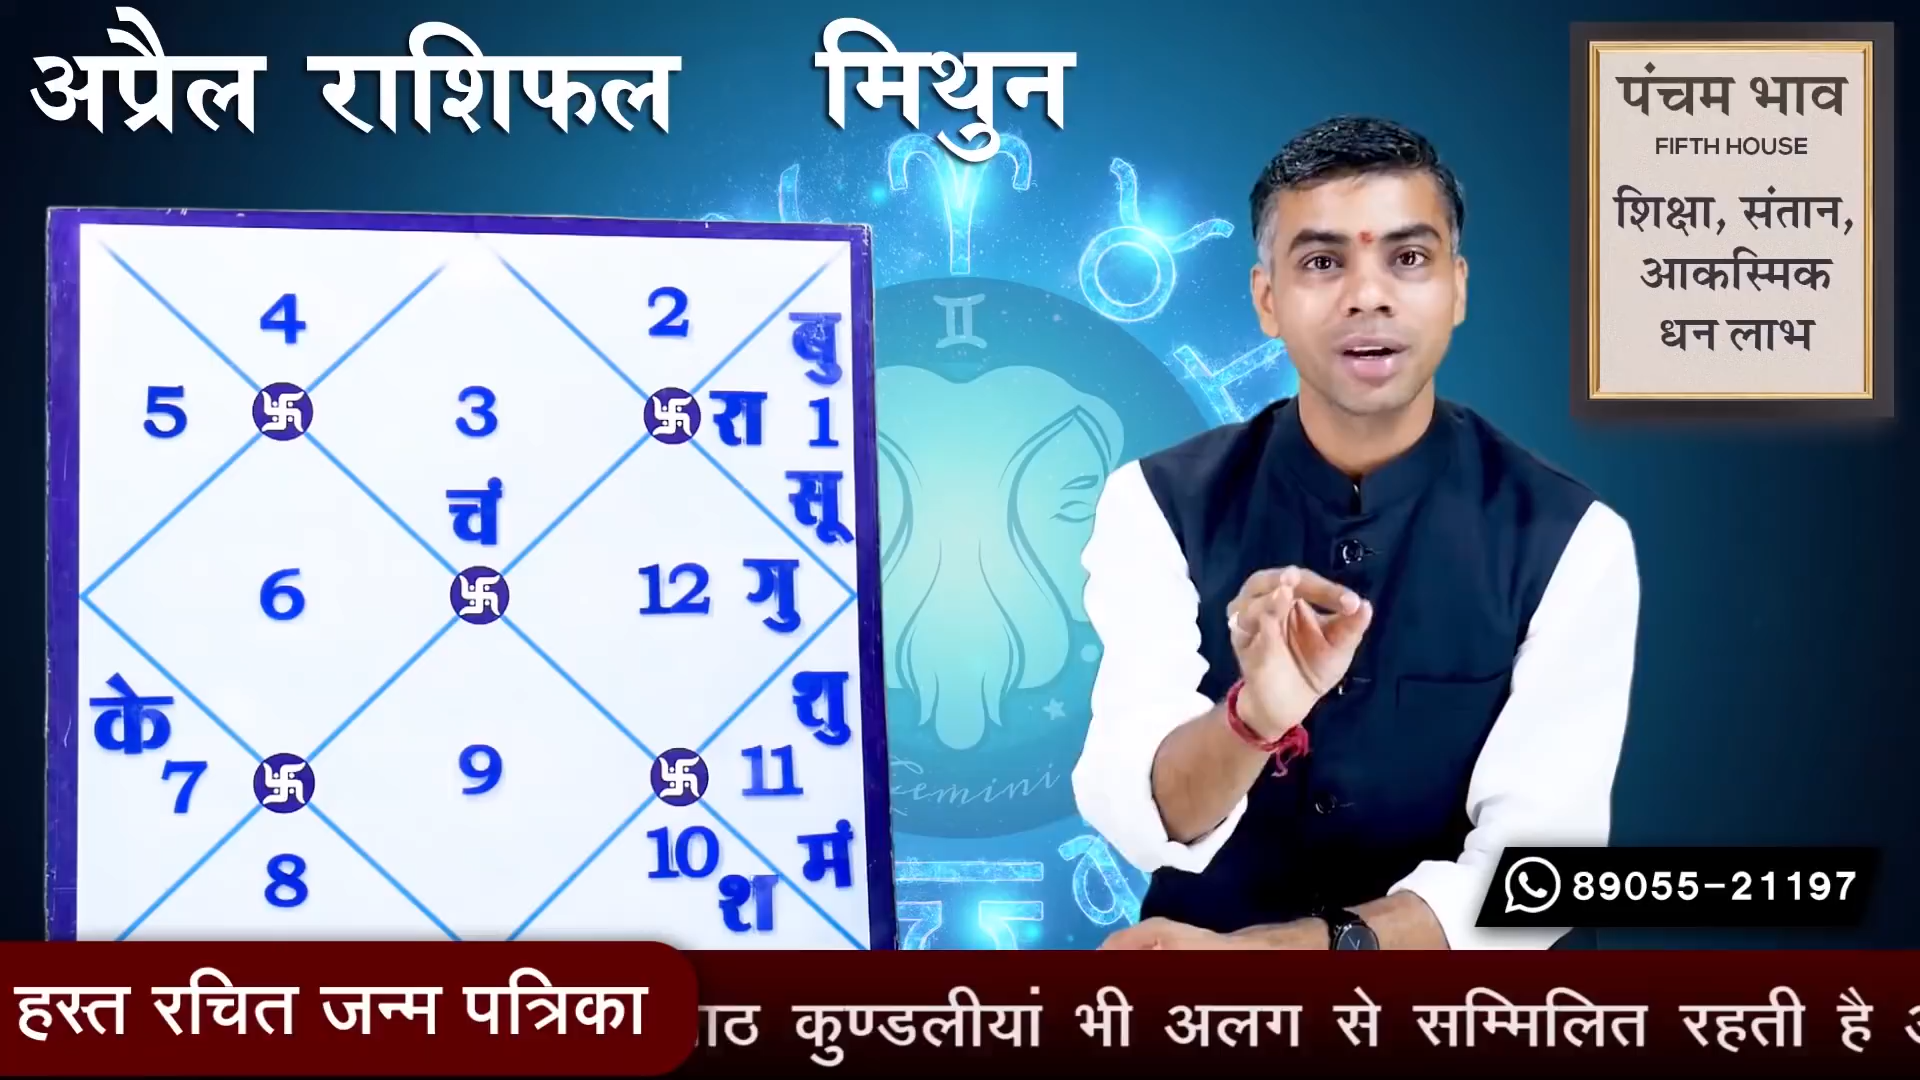 अप्रैल राशिफल मिथुन
पंचम भाव
FIFTH HOUSE
शिक्षा, संतान,
आकस्मिक
धन लाभ
4
2
बु
5
3
रा 1
सू
चं
6
12 गु
के
7
9
शु
11
8
10
मं
श
Gemini
89055-21197
हस्त रचित जन्म पत्रिका
कुण्डलीयां भी अलग से सम्मिलित रहती है